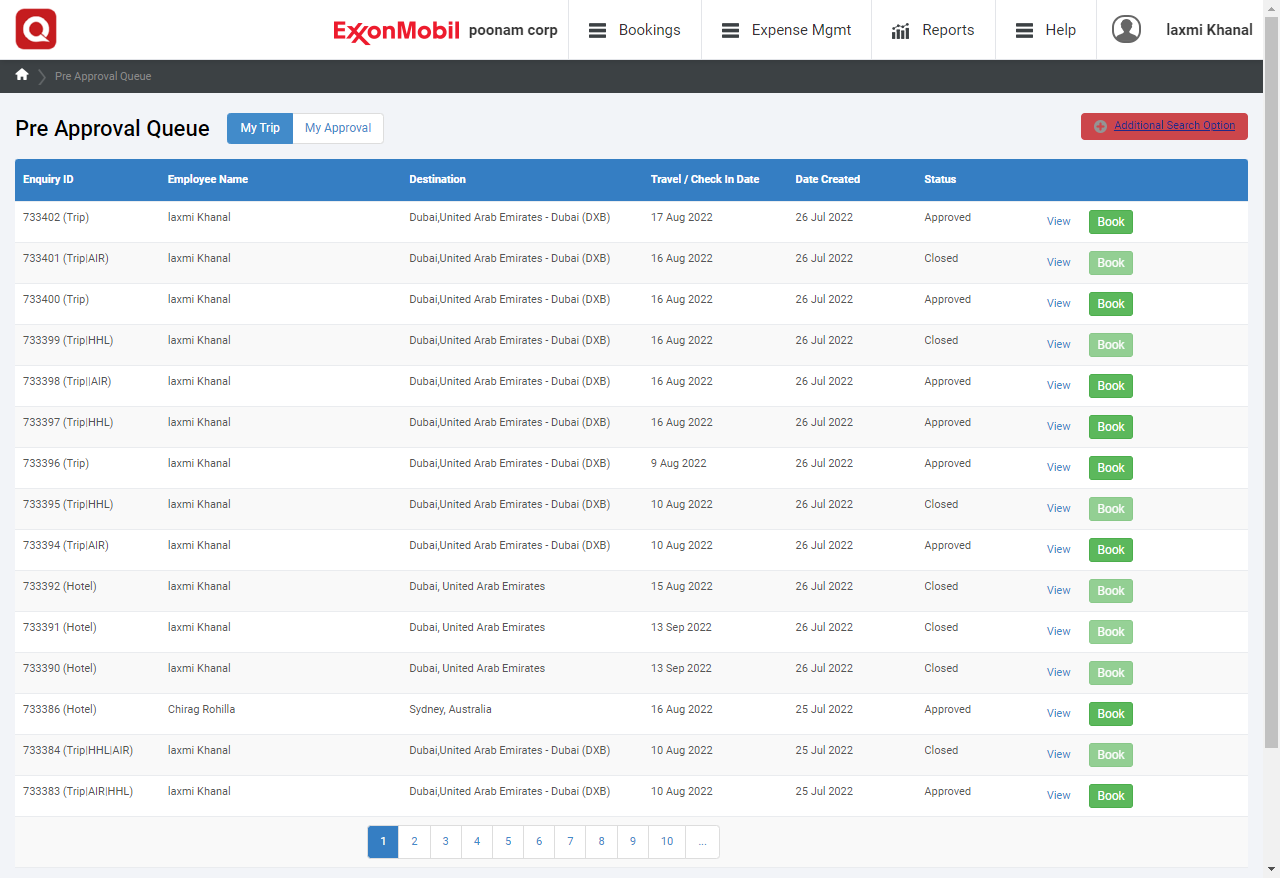 Q ExxonMobil poonam corp Bookings Expense Mgmt Reports Help laxmi Khanal
Pre Approval Queue
Pre Approval Queue My Trip My Approval Additional Search Option
Enquiry ID Employee Name Destination Travel / Check In Date Date Created Status
733402 (Trip) laxmi Khanal Dubai,United Arab Emirates - Dubai (DXB) 17 Aug 2022 26 Jul 2022 Approved View Book
733401 (Trip|AIR) laxmi Khanal Dubai,United Arab Emirates - Dubai (DXB) 16 Aug 2022 26 Jul 2022 Closed View Book
733400 (Trip) laxmi Khanal Dubai,United Arab Emirates - Dubai (DXB) 16 Aug 2022 26 Jul 2022 Approved View Book
733399 (Trip|HHL) laxmi Khanal Dubai,United Arab Emirates - Dubai (DXB) 16 Aug 2022 26 Jul 2022 Closed View Book
733398 (Trip||AIR) laxmi Khanal Dubai,United Arab Emirates - Dubai (DXB) 16 Aug 2022 26 Jul 2022 Approved View Book
733397 (Trip|HHL) laxmi Khanal Dubai,United Arab Emirates - Dubai (DXB) 16 Aug 2022 26 Jul 2022 Approved View Book
733396 (Trip) laxmi Khanal Dubai,United Arab Emirates - Dubai (DXB) 9 Aug 2022 26 Jul 2022 Approved View Book
733395 (Trip|HHL) laxmi Khanal Dubai,United Arab Emirates - Dubai (DXB) 10 Aug 2022 26 Jul 2022 Closed View Book
733394 (Trip|AIR) laxmi Khanal Dubai,United Arab Emirates - Dubai (DXB) 10 Aug 2022 26 Jul 2022 Approved View Book
733392 (Hotel) laxmi Khanal Dubai, United Arab Emirates 15 Aug 2022 26 Jul 2022 Closed View Book
733391 (Hotel) laxmi Khanal Dubai, United Arab Emirates 13 Sep 2022 26 Jul 2022 Closed View Book
733390 (Hotel) laxmi Khanal Dubai, United Arab Emirates 13 Sep 2022 26 Jul 2022 Closed View Book
733386 (Hotel) Chirag Rohilla Sydney, Australia 16 Aug 2022 25 Jul 2022 Approved View Book
733384 (Trip|HHL|AIR) laxmi Khanal Dubai,United Arab Emirates - Dubai (DXB) 10 Aug 2022 25 Jul 2022 Closed View Book
733383 (Trip|AIR|HHL) laxmi Khanal Dubai,United Arab Emirates - Dubai (DXB) 10 Aug 2022 25 Jul 2022 Approved View Book
1 2 3 4 5 6 7 8 9 10 ...